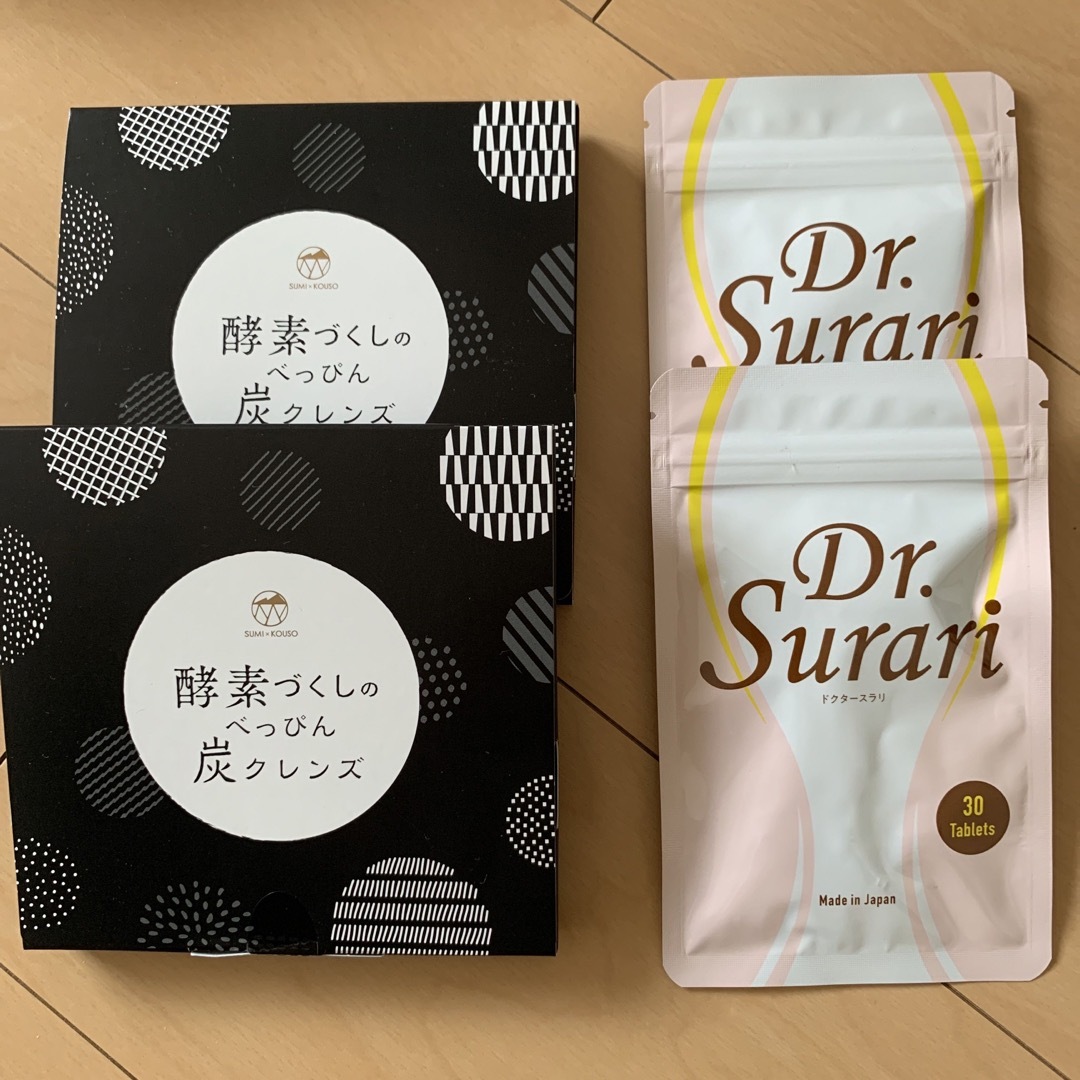 SUMI×KOUSO
酵素づくしの
べっぴん
炭クレンズ
SUMI×KOUSO
酵素づくしの
べっぴん
炭クレンズ
Dr.
Surari
Dr.
Surari
ドクタースラリ
30
Tablets
Made in Japan